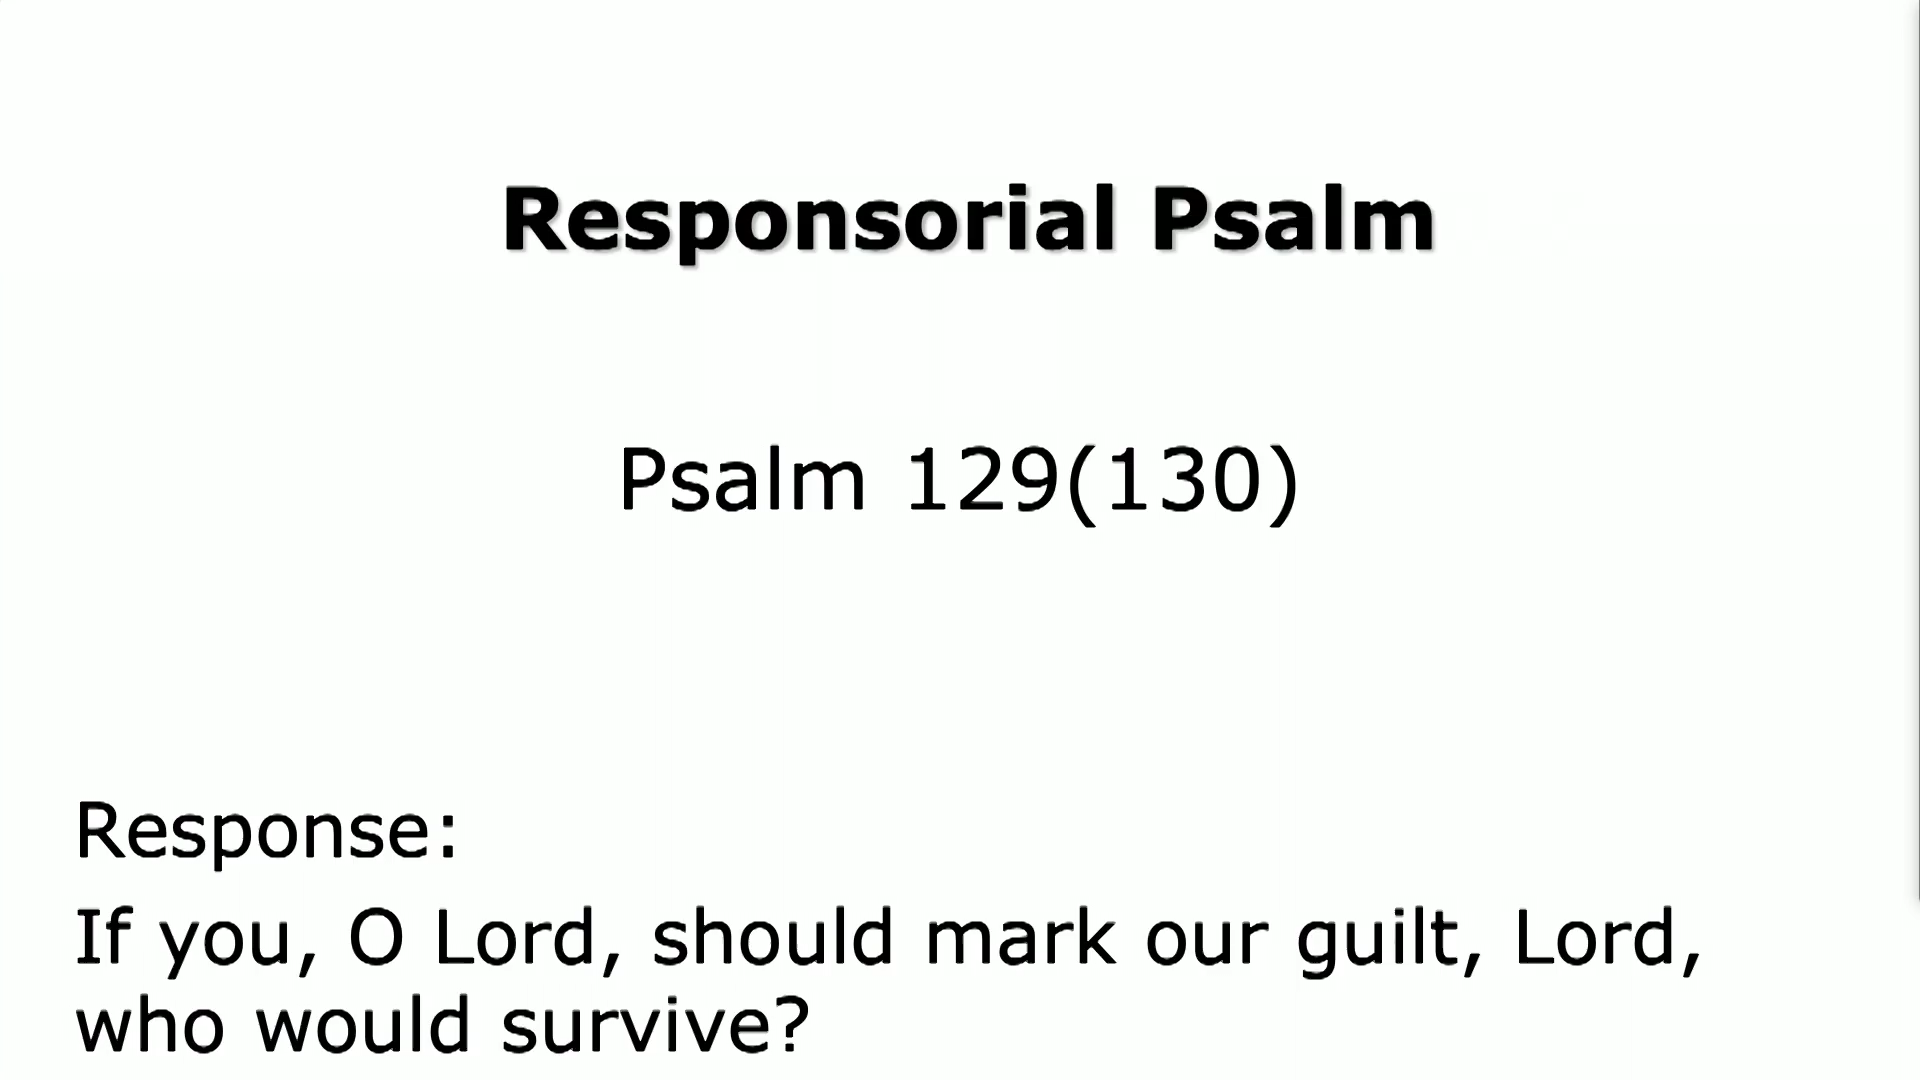 Responsorial Psalm
Psalm 129(130)
Response:
If you, O Lord, should mark our guilt, Lord,
who would survive?